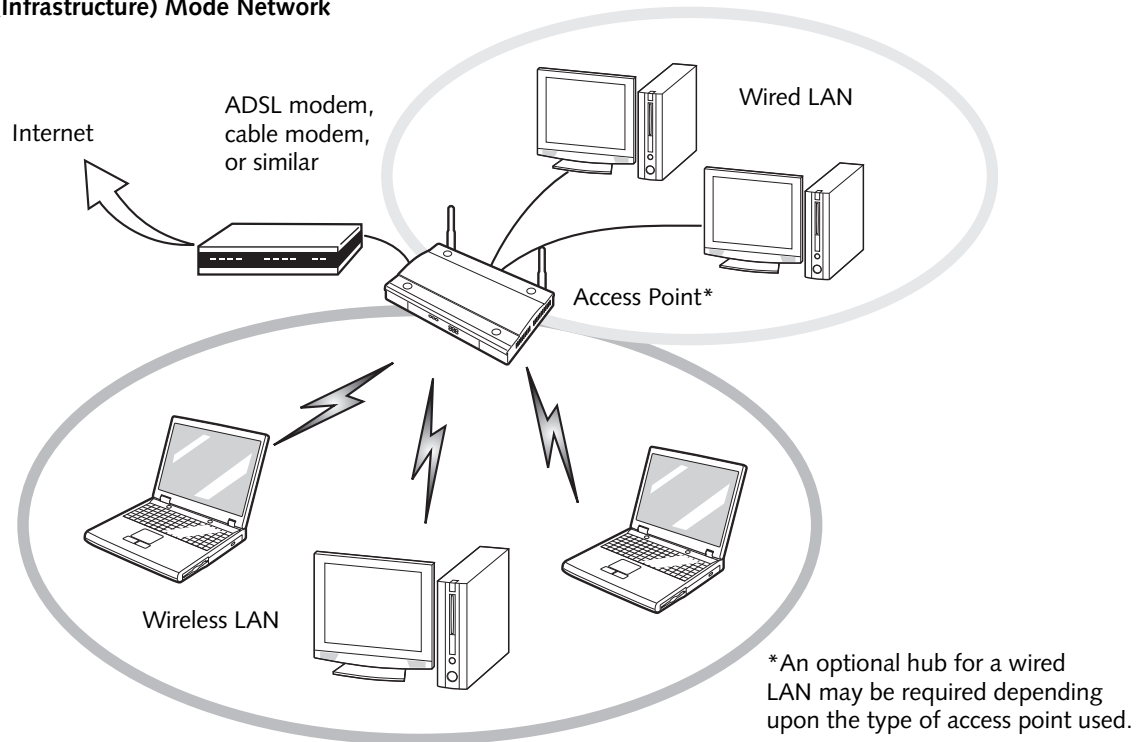 (Infrastructure) Mode Network
Internet
ADSL modem,
cable modem,
or similar
Wired LAN
Access Point*
Wireless LAN
*An optional hub for a wired
LAN may be required depending
upon the type of access point used.